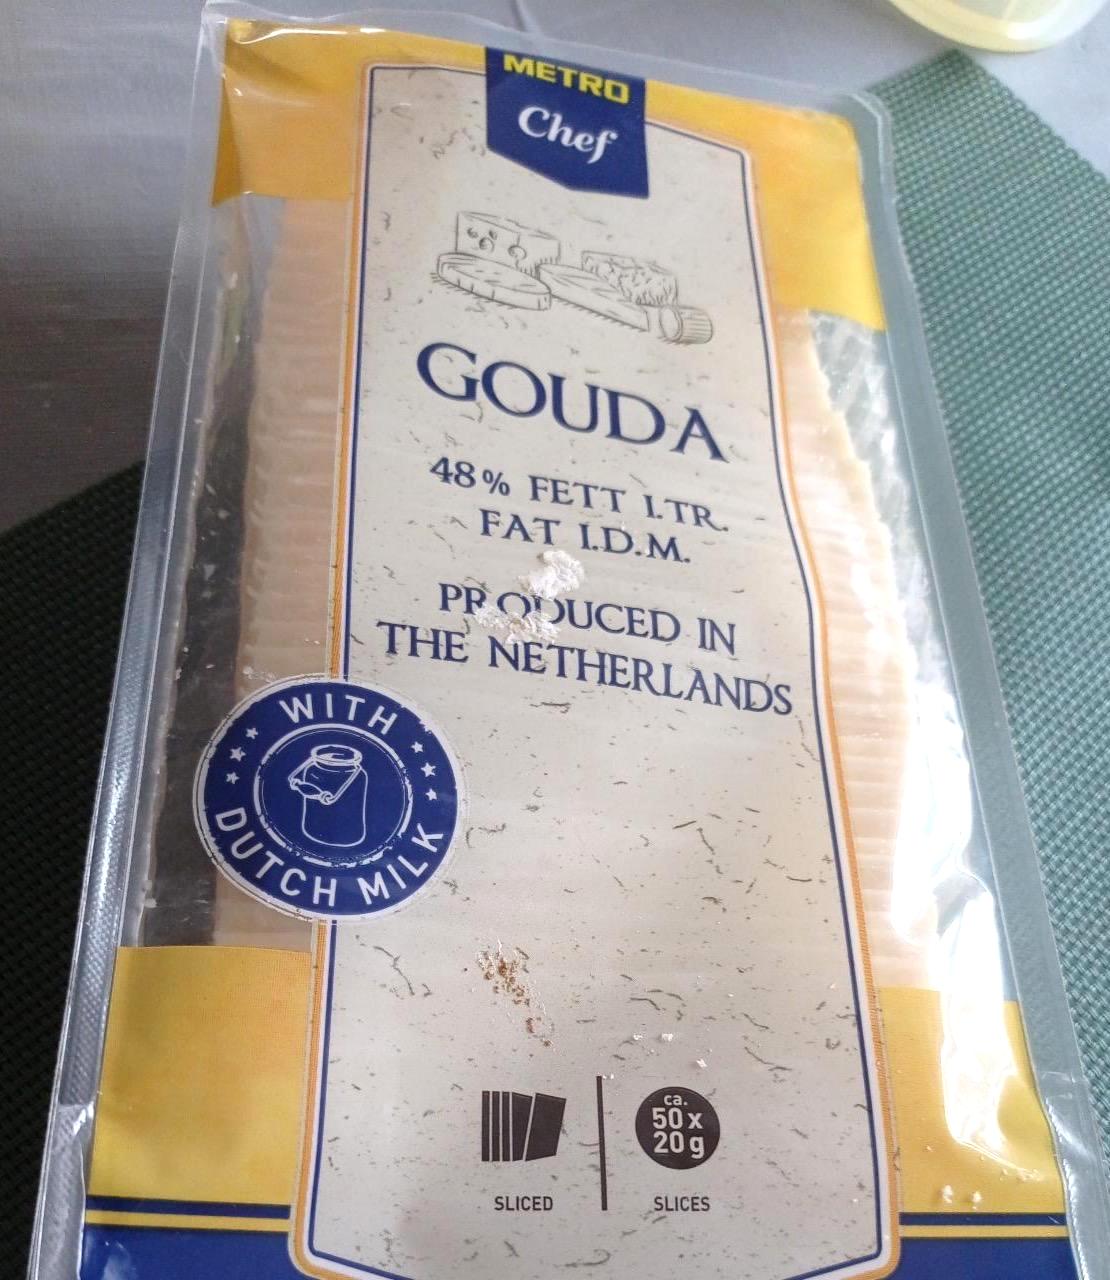 METRO
Chef
GOUDA
48% FETT I.TR.
FAT I.D.M.
PRODUCED IN
THE NETHERLANDS
WITH
DUTCH MILK
ca.
50 x
20 g
SLICED
SLICES